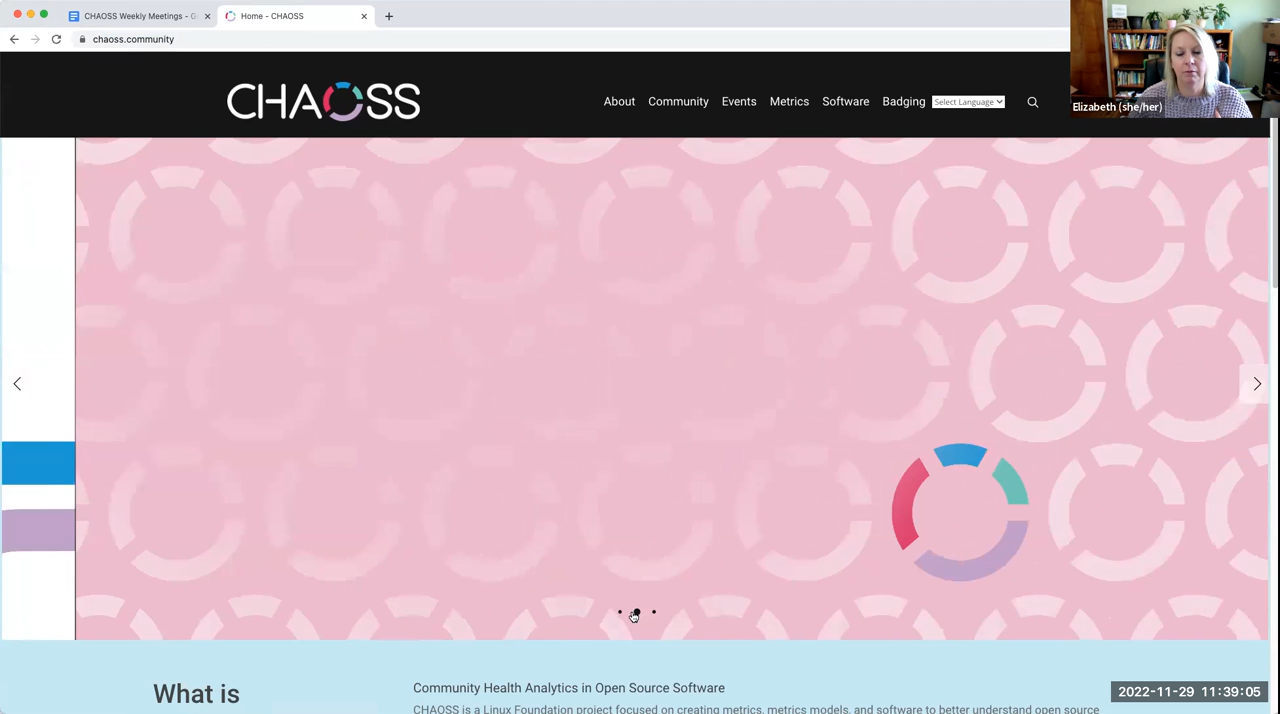 CHAOSS Weekly Meetings - G
Home - CHAOSS
chaoss.community
CHAOSS
About Community Events Metrics Software Badging Select Language
Elizabeth (she/her)
What is
Community Health Analytics in Open Source Software
CHAOSS is a Linux Foundation project focused on creating metrics, metrics models, and software to better understand open source
2022-11-29 11:39:05